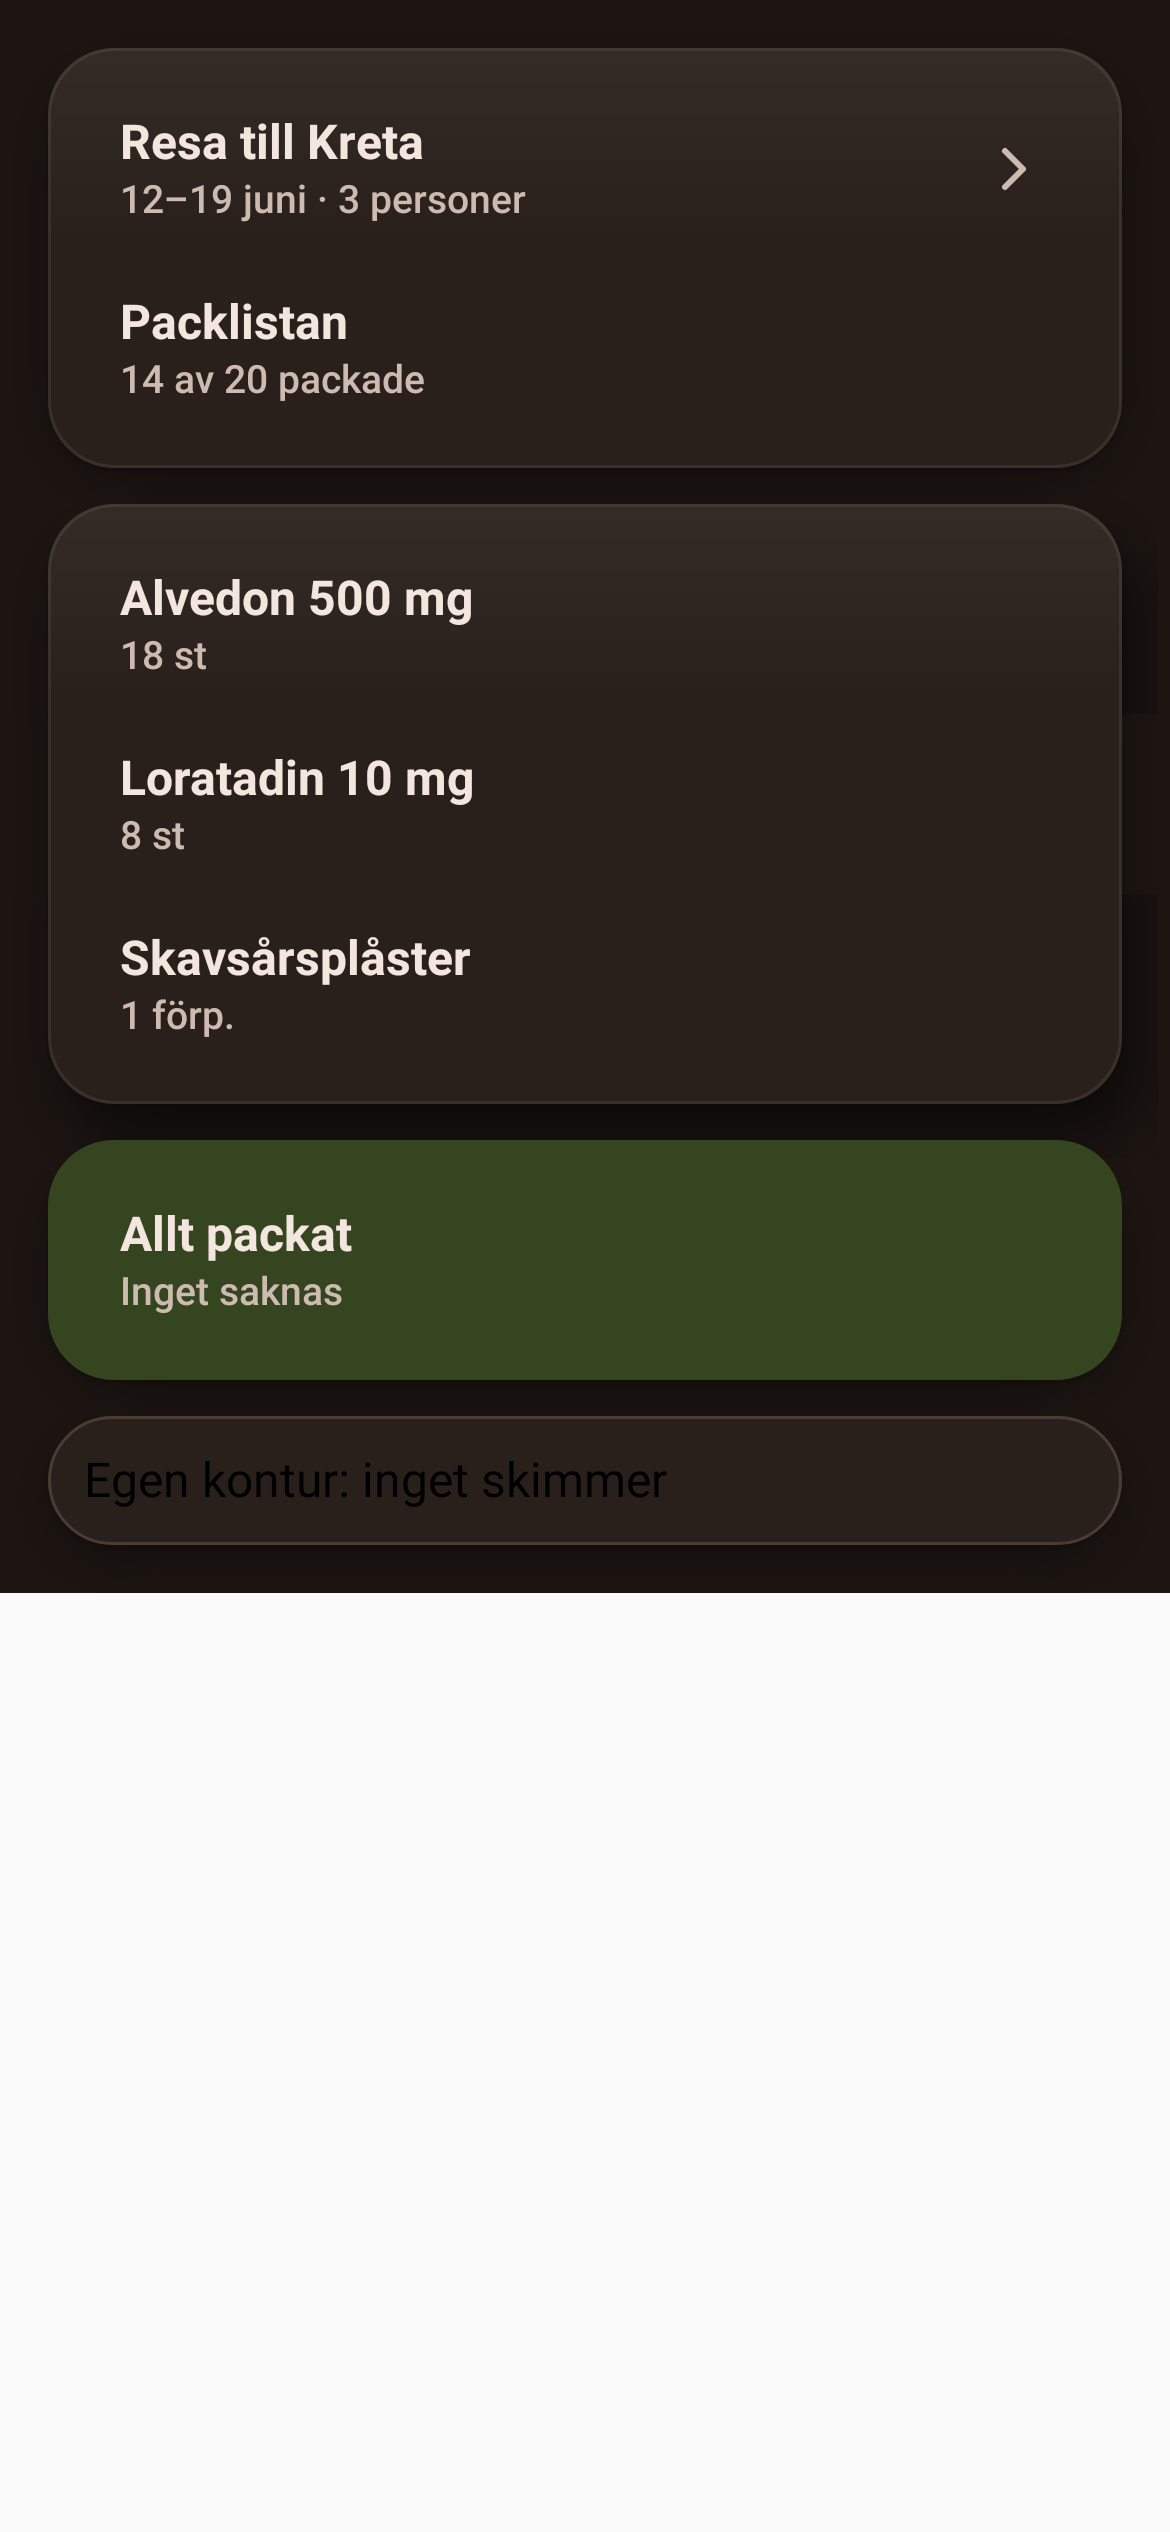 Resa till Kreta
12–19 juni · 3 personer
Packlistan
14 av 20 packade
Alvedon 500 mg
18 st
Loratadin 10 mg
8 st
Skavsårsplåster
1 förp.
Allt packat
Inget saknas
Egen kontur: inget skimmer